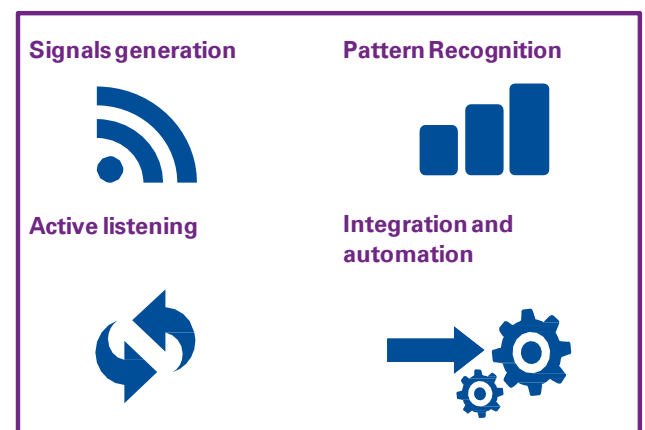 Signals generation
Pattern Recognition
Active listening
Integration and
automation